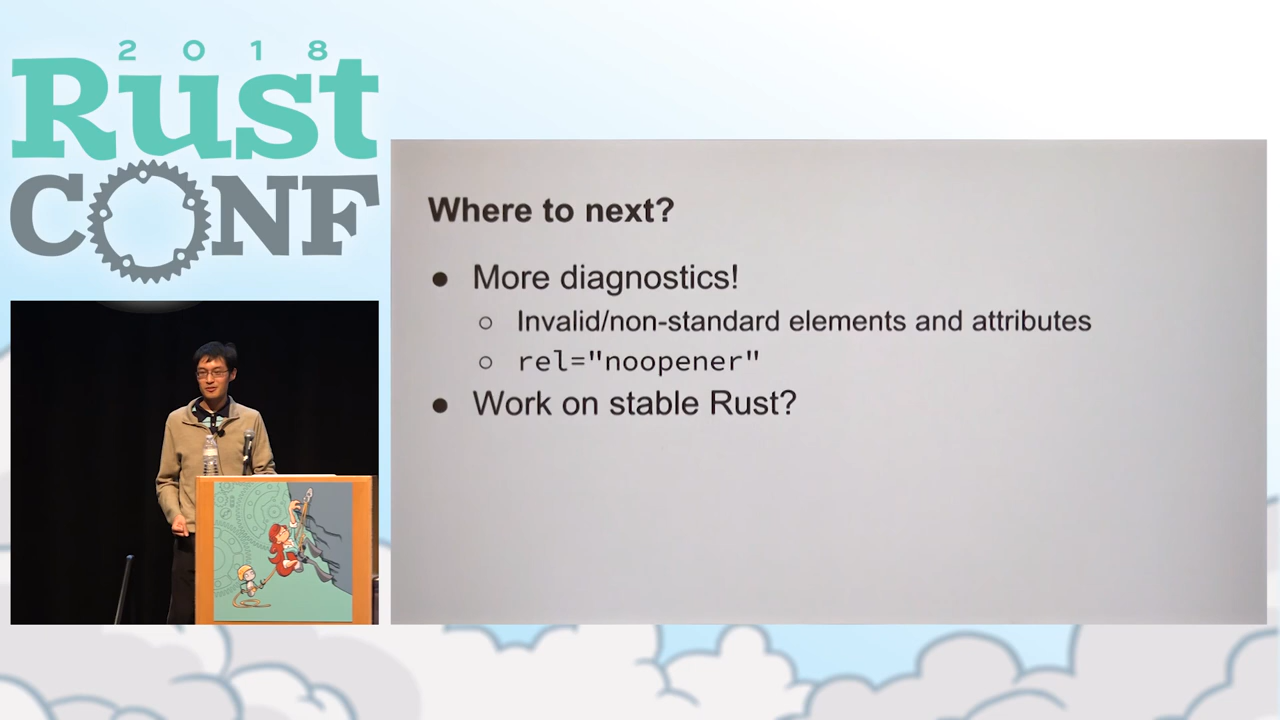 2018
Rust
CONF
Where to next?
● More diagnostics!
○ Invalid/non-standard elements and attributes
○ rel="noopener"
● Work on stable Rust?